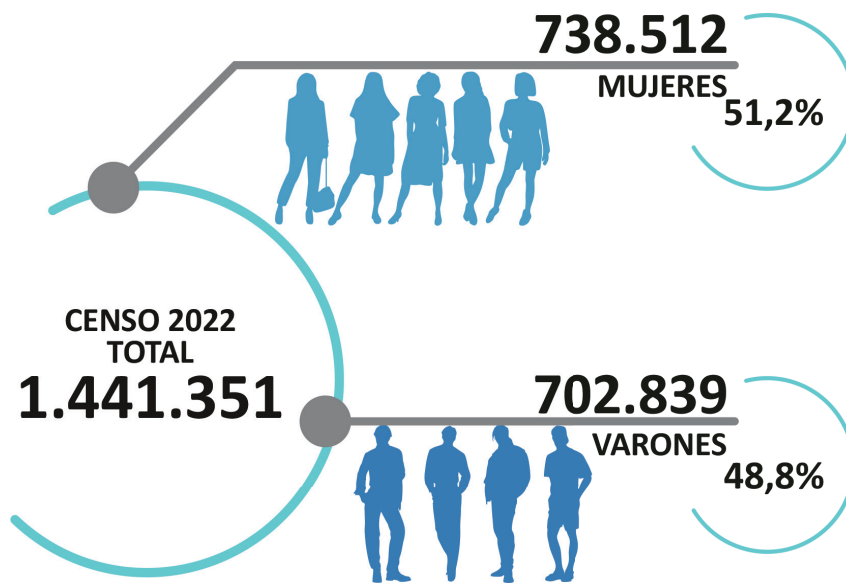 738.512
MUJERES
51,2%
CENSO 2022
TOTAL
1.441.351
702.839
VARONES
48,8%